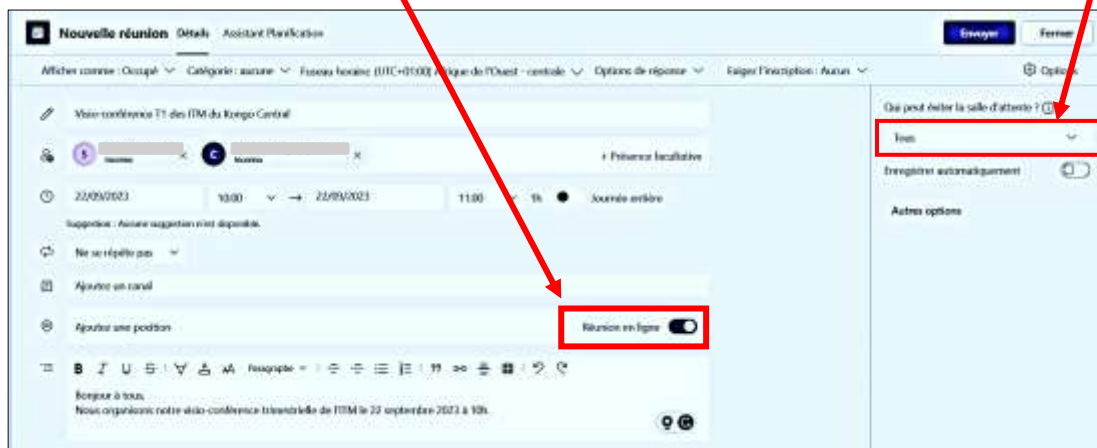 Nouvelle réunion Détails Assistant Planification Envoyer Fermer
Afficher comme : Occupé Catégorie : aucune Fuseau horaire (UTC+01:00) Afrique de l'Ouest - centrale Options de réponse Exiger l'inscription : Aucun Options
Qui peut éviter la salle d'attente ?
Visio-conférence T1 des ITM du Kongo Central
Tous
S × C × + Présence facultative
Enregistrer automatiquement
22/09/2023 10:00 → 22/09/2023 11:00 1h Journée entière
Autres options
Suggestion : Aucune suggestion n'est disponible.
Ne se répète pas
Ajoutez un canal
Ajoutez une position Réunion en ligne
B I U S A AA Paragraphe
Bonjour à tous,
Nous organisons notre visio-conférence trimestrielle de l'ITM le 22 septembre 2023 à 10h.